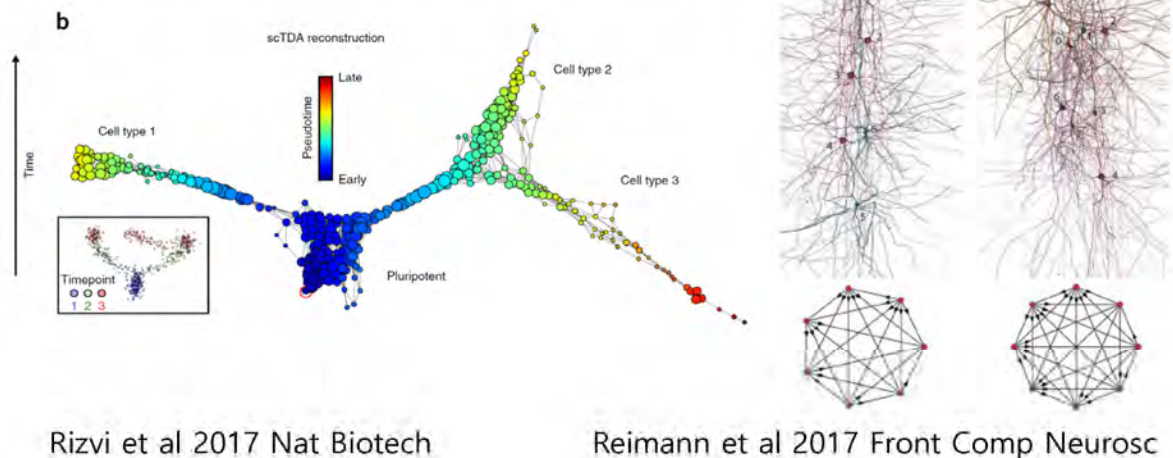 b
scTDA reconstruction
Late
Pseudotime
Early
Time
Cell type 1
Cell type 2
Cell type 3
Pluripotent
Timepoint
1 2 3
Rizvi et al 2017 Nat Biotech
Reimann et al 2017 Front Comp Neurosc